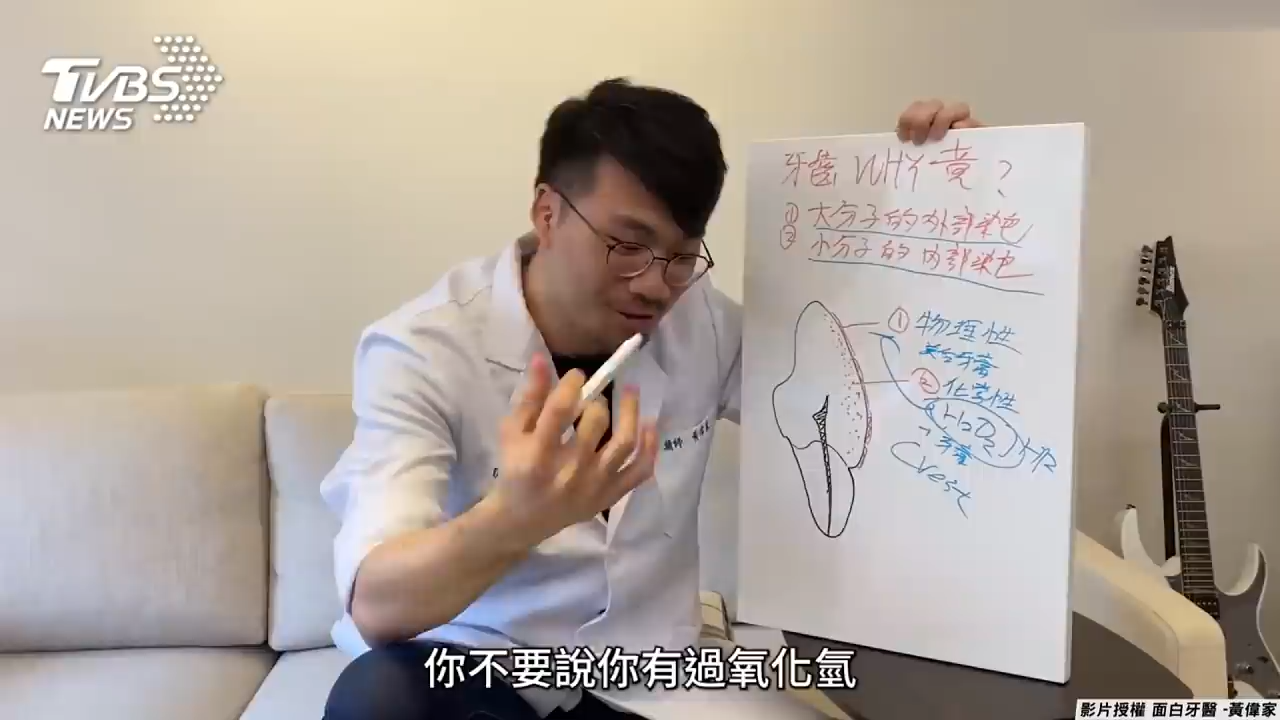 TVBS
NEWS
牙齒 WHY 黃?
① 大分子的外部染色
② 小分子的內部染色
① 物理性
美白牙膏
② 化學性
H2O2
牙膏
Crest
你不要說你有過氧化氫
影片授權 面白牙醫 -黃偉家